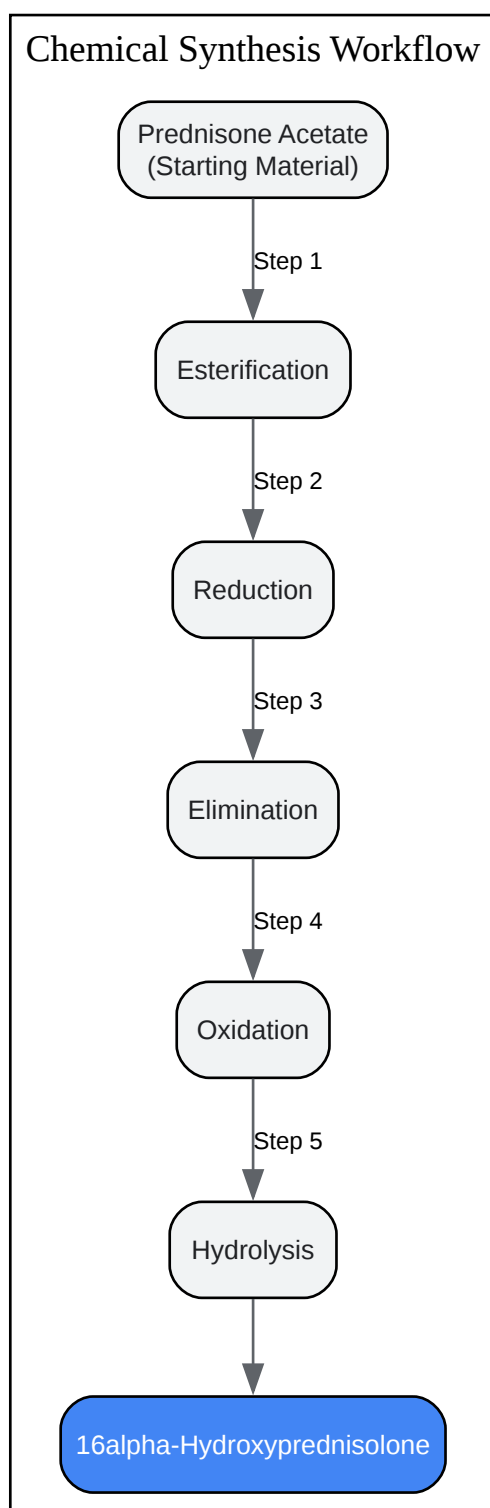 Chemical Synthesis Workflow
Prednisone Acetate
(Starting Material)
Step 1
Esterification
Step 2
Reduction
Step 3
Elimination
Step 4
Oxidation
Step 5
Hydrolysis
16alpha-Hydroxyprednisolone